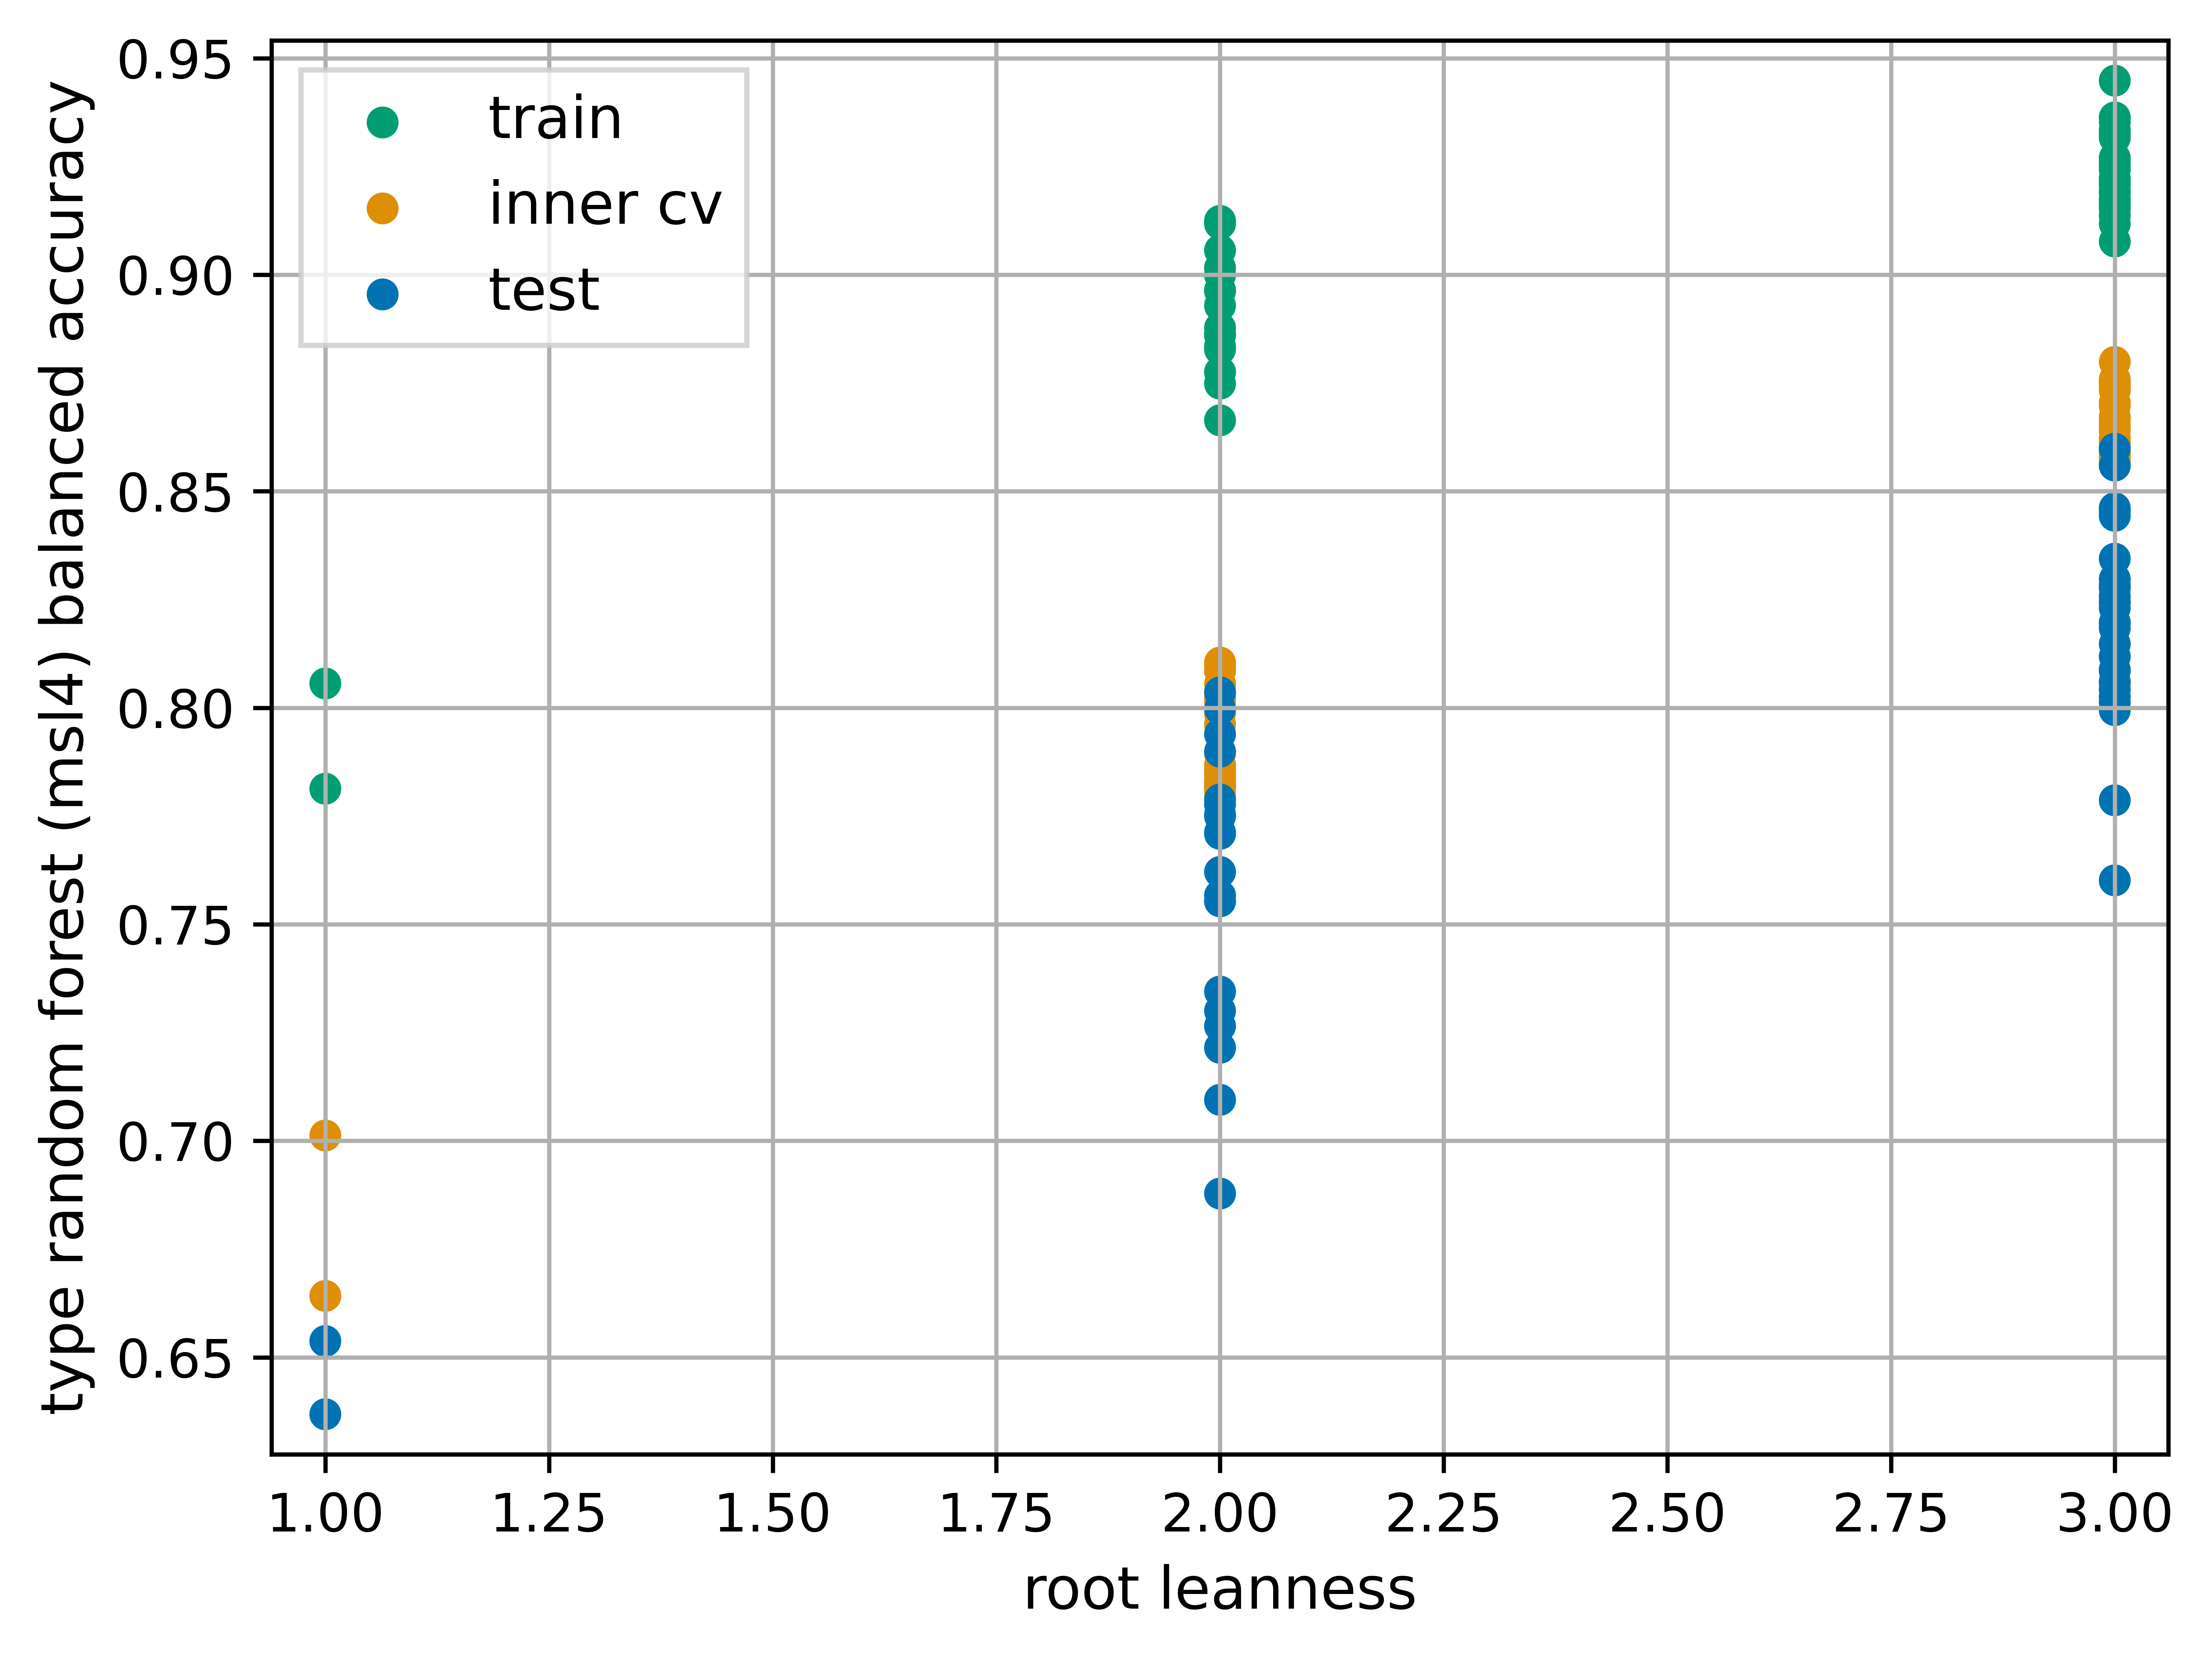 type random forest (msl4) balanced accuracy
0.95
0.90
0.85
0.80
0.75
0.70
0.65
train
inner cv
test
1.00 1.25 1.50 1.75 2.00 2.25 2.50 2.75 3.00
root leanness